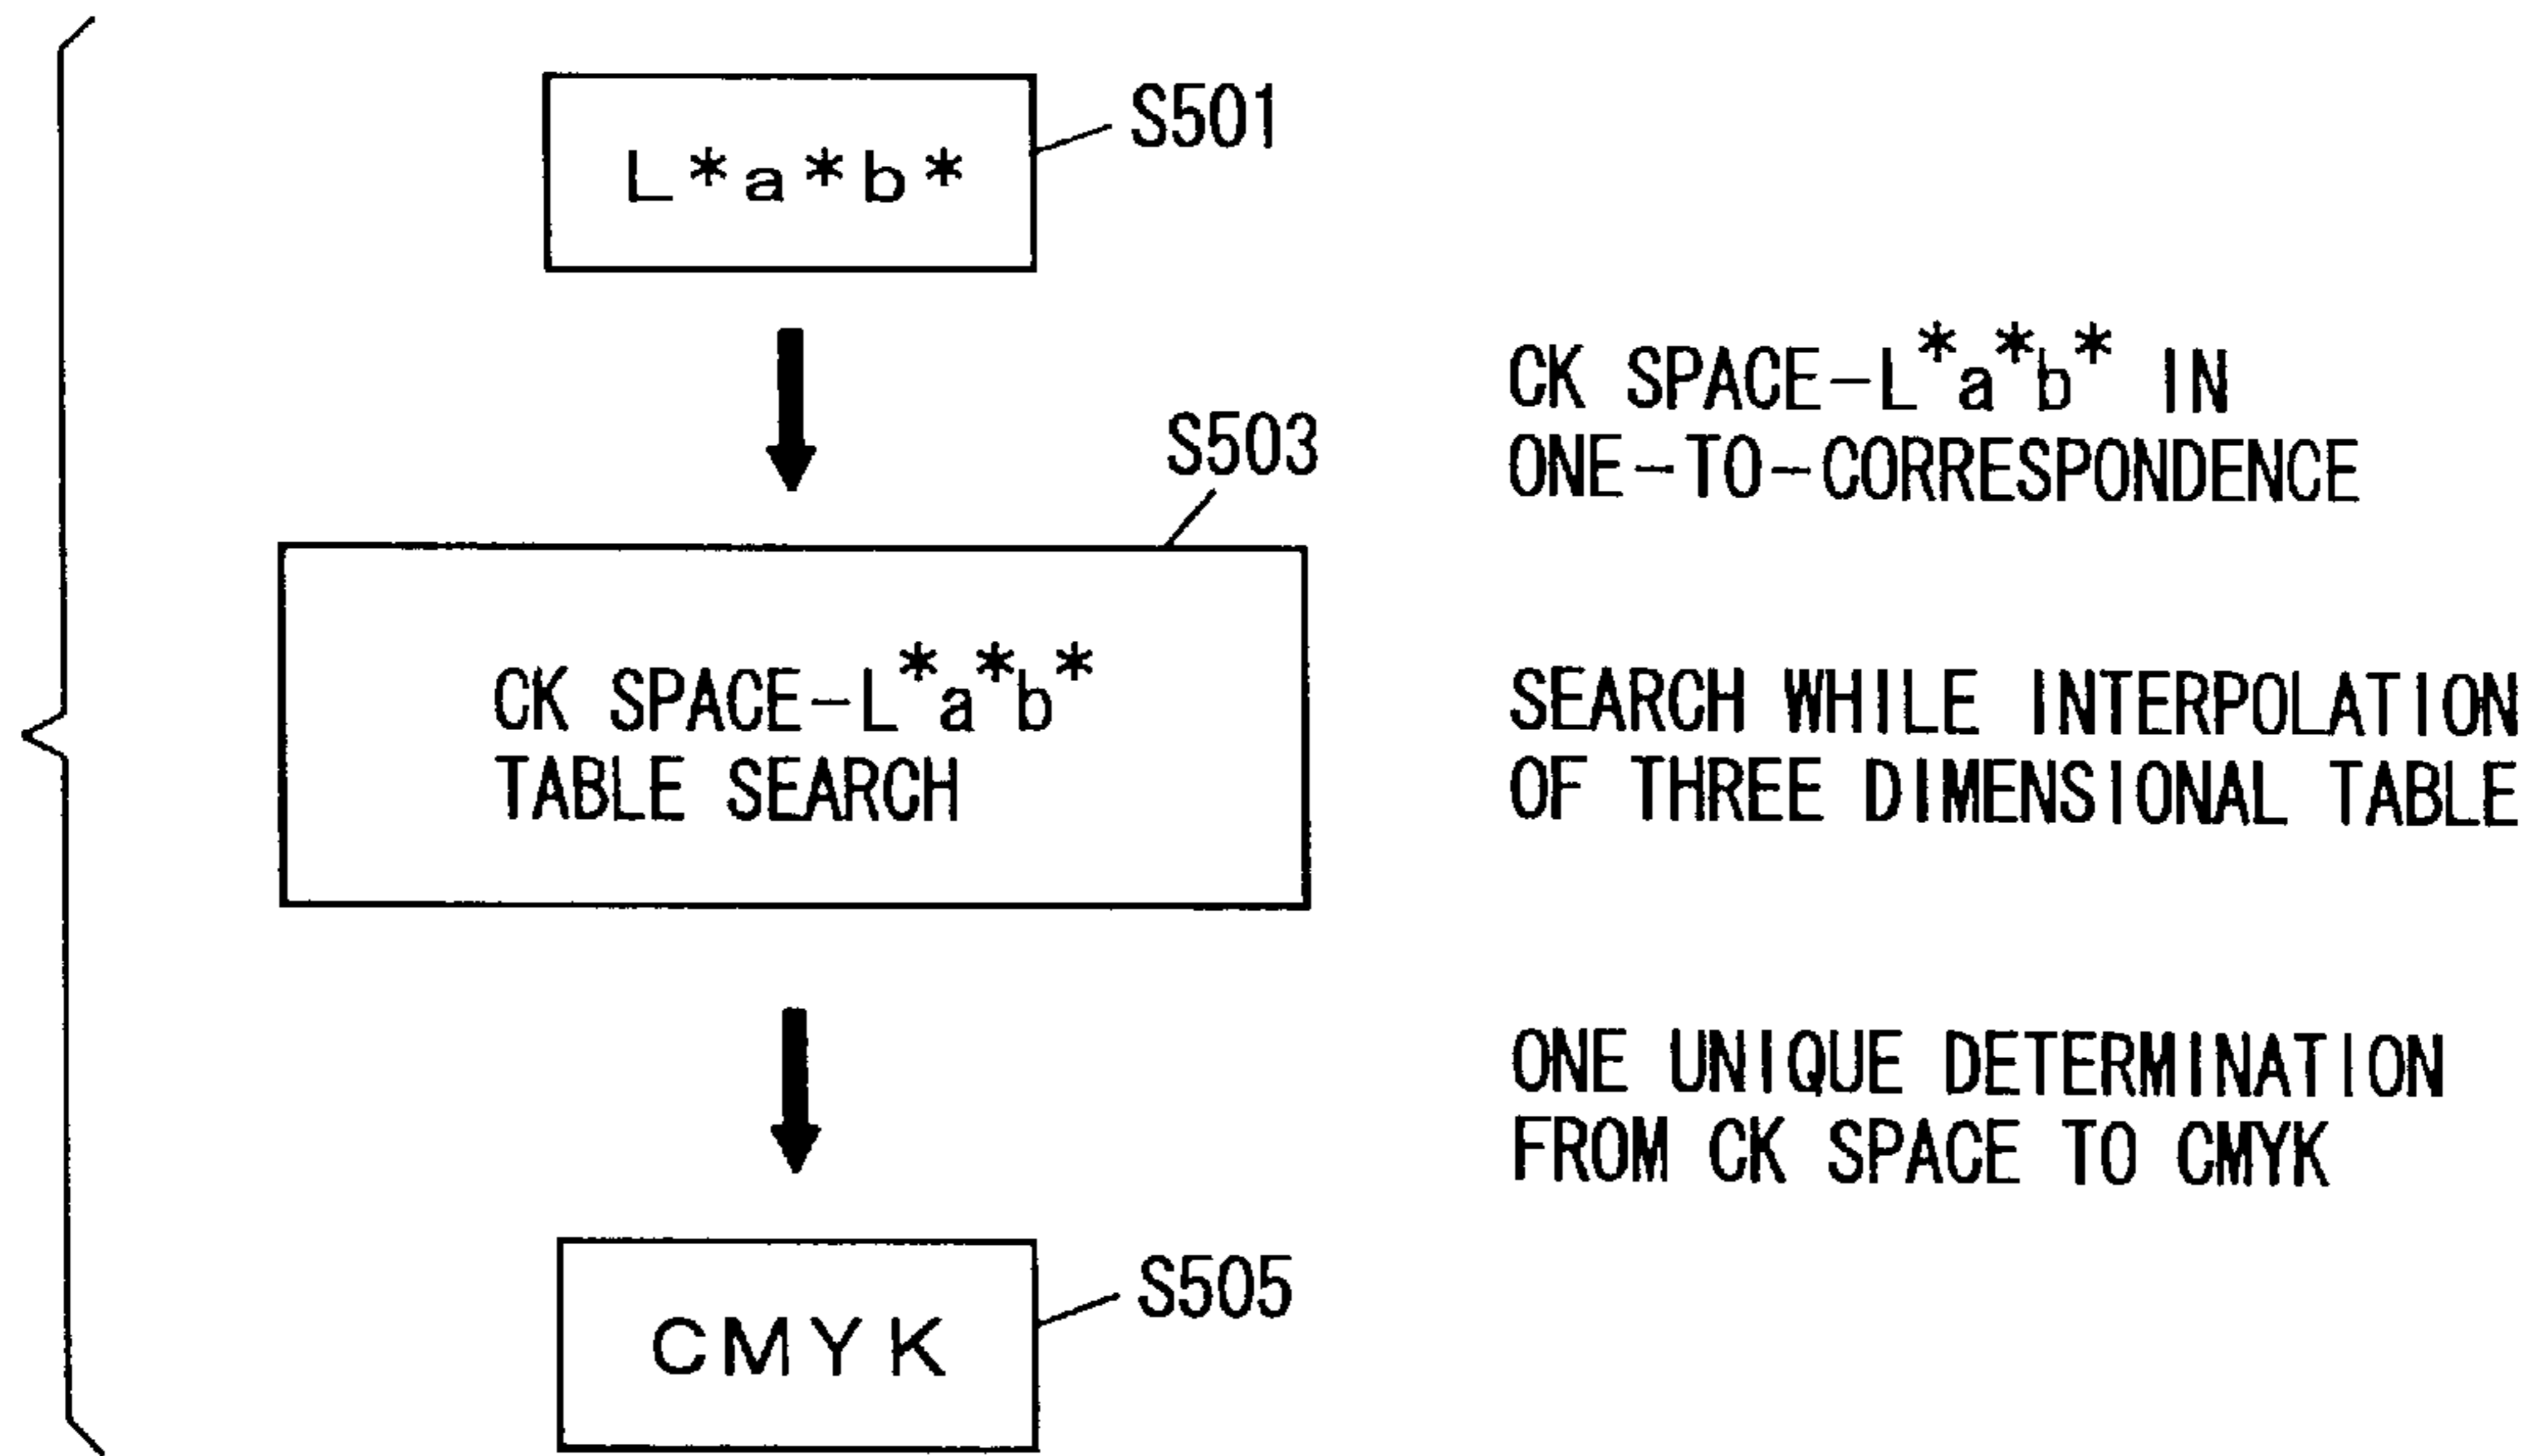 S501
L*a*b*
CK SPACE-L*a*b* IN
ONE-TO-CORRESPONDENCE
S503
CK SPACE-L*a*b*
TABLE SEARCH
SEARCH WHILE INTERPOLATION
OF THREE DIMENSIONAL TABLE
ONE UNIQUE DETERMINATION
FROM CK SPACE TO CMYK
S505
CMYK